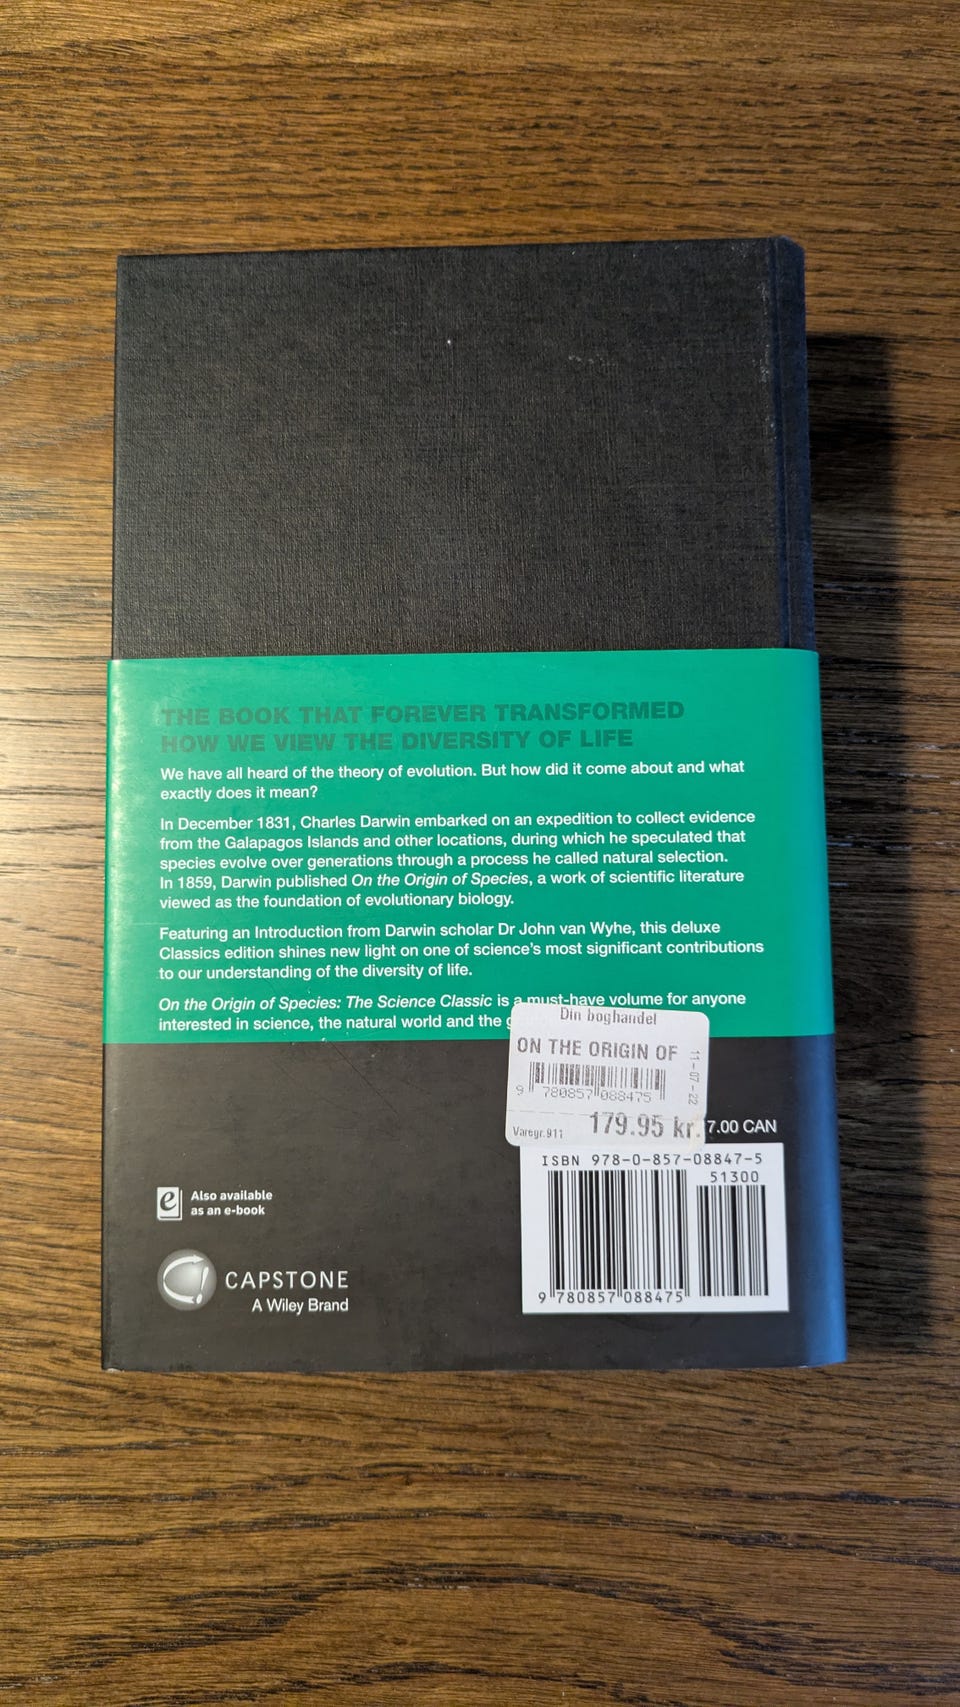 THE BOOK THAT FOREVER TRANSFORMED
HOW WE VIEW THE DIVERSITY OF LIFE
We have all heard of the theory of evolution. But how did it come about and what
exactly does it mean?
In December 1831, Charles Darwin embarked on an expedition to collect evidence
from the Galapagos Islands and other locations, during which he speculated that
species evolve over generations through a process he called natural selection.
In 1859, Darwin published On the Origin of Species, a work of scientific literature
viewed as the foundation of evolutionary biology.
Featuring an Introduction from Darwin scholar Dr John van Wyhe, this deluxe
Classics edition shines new light on one of science's most significant contributions
to our understanding of the diversity of life.
On the Origin of Species: The Science Classic is a must-have volume for anyone
interested in science, the natural world and the
Din boghandel
ON THE ORIGIN OF
11-07-22
9 780857 088475
Varegr.911 179.95 kr.
7.00 CAN
ISBN 978-0-857-08847-5
51300
9 780857 088475
e
Also available
as an e-book
CAPSTONE
A Wiley Brand